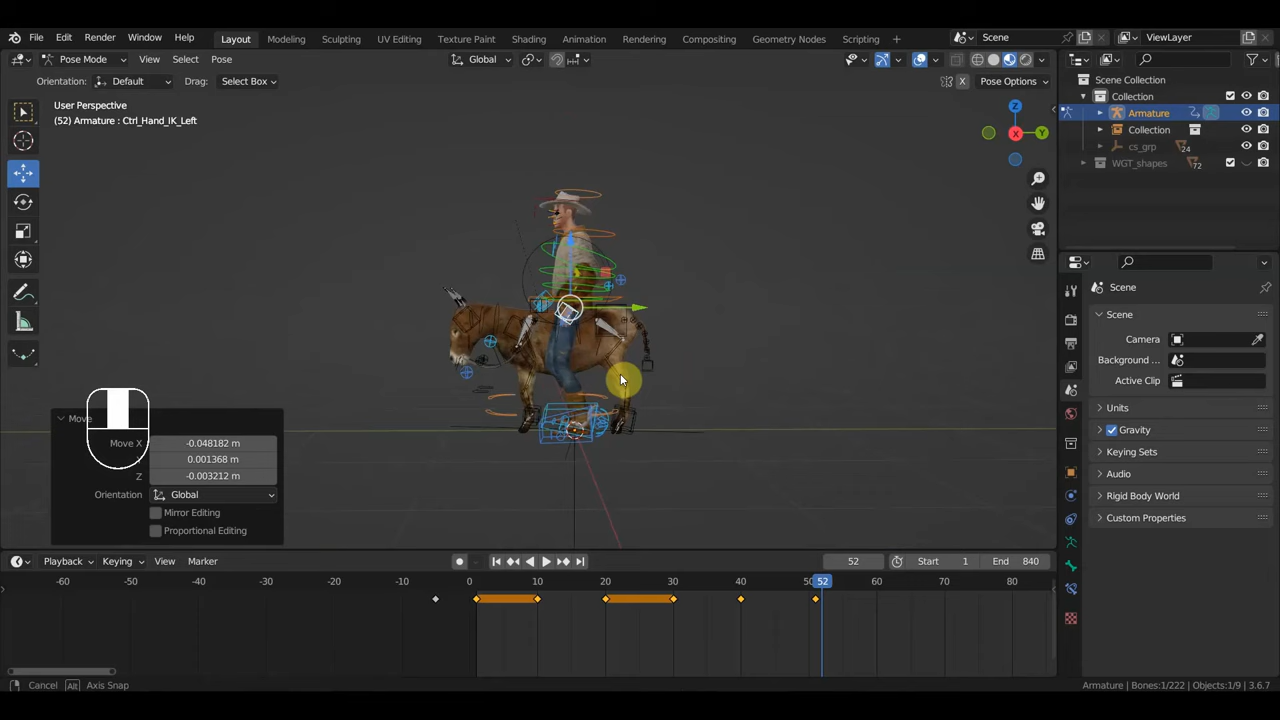 File Edit Render Window Help Layout Modeling Sculpting UV Editing Texture Paint Shading Animation Rendering Compositing Geometry Nodes Scripting + Scene ViewLayer
Pose Mode View Select Pose Global
Orientation: Default Drag: Select Box X Pose Options
User Perspective
(52) Armature : Ctrl_Hand_IK_Left
Scene Collection
Collection
Armature
Collection
cs_grp 24
WGT_shapes 72
X Y Z
Scene
Scene
Camera
Background ...
Active Clip
Units
Gravity
Keying Sets
Audio
Rigid Body World
Custom Properties
Move
Move X -0.048182 m
0.001368 m
Z -0.003212 m
Orientation Global
Mirror Editing
Proportional Editing
Playback Keying View Marker 52 Start 1 End 840
-60 -50 -40 -30 -20 -10 0 10 20 30 40 50 52 60 70 80
Cancel Alt Axis Snap Armature | Bones:1/222 | Objects:1/9 | 3.6.7